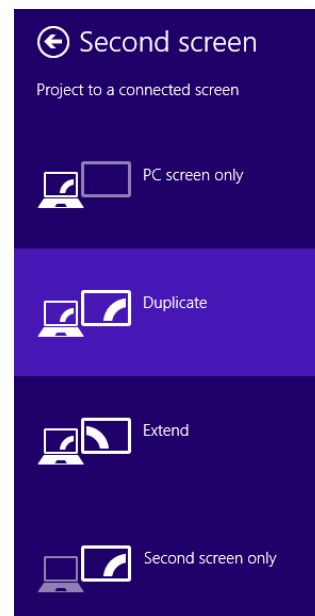 Second screen
Project to a connected screen
PC screen only
Duplicate
Extend
Second screen only